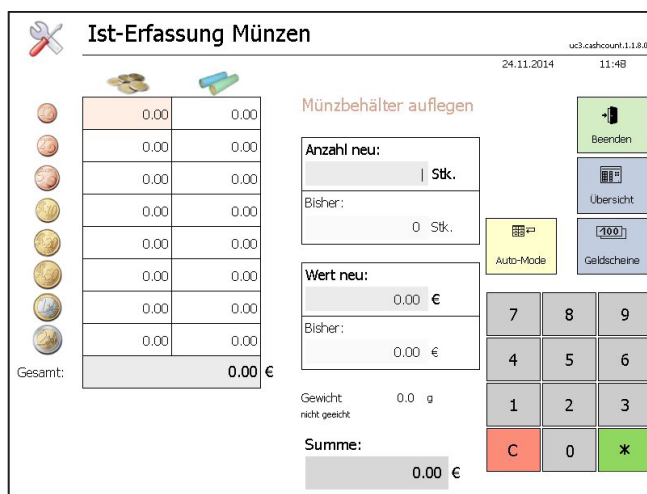 Ist-Erfassung Münzen
uc3.cashcount.1.1.8.0
24.11.2014 11:48
0.00 0.00
0.00 0.00
0.00 0.00
0.00 0.00
0.00 0.00
0.00 0.00
0.00 0.00
0.00 0.00
Gesamt: 0.00 €
Münzbehälter auflegen
Anzahl neu:
Stk.
Bisher:
0 Stk.
Wert neu:
0.00 €
Bisher:
0.00 €
Gewicht 0.0 g
nicht geeicht
Summe:
0.00 €
Beenden
Übersicht
Auto-Mode
100
Geldscheine
7 8 9
4 5 6
1 2 3
C 0 *